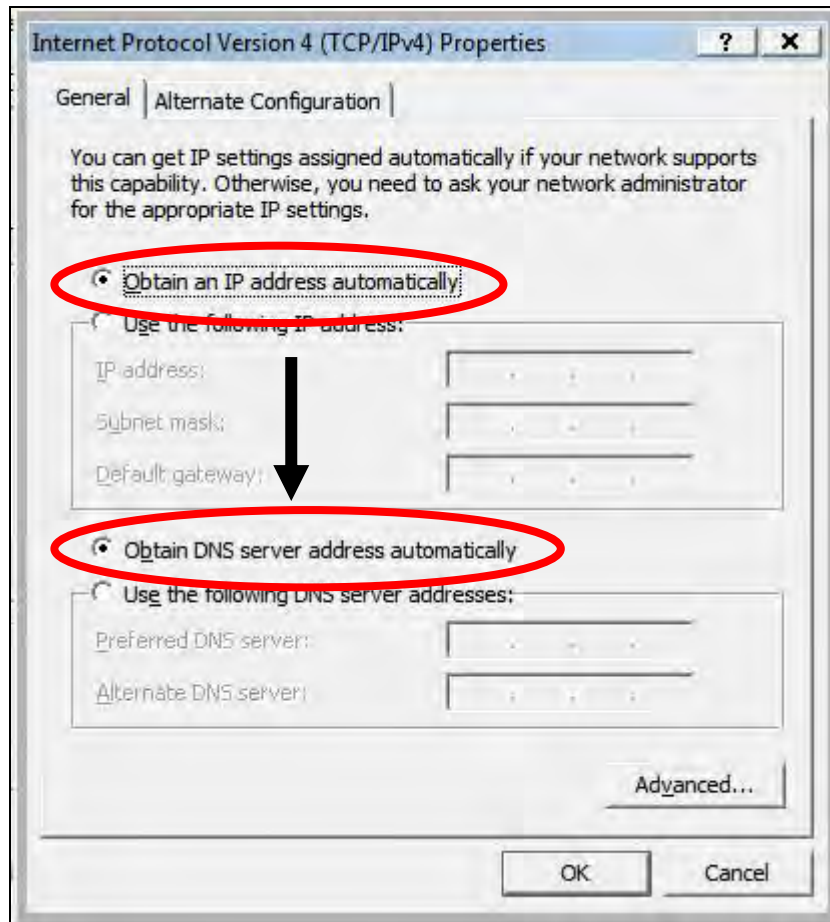 Internet Protocol Version 4 (TCP/IPv4) Properties
General
Alternate Configuration
You can get IP settings assigned automatically if your network supports
this capability. Otherwise, you need to ask your network administrator
for the appropriate IP settings.
Obtain an IP address automatically
Use the following IP address:
IP address:
Subnet mask:
Default gateway:
Obtain DNS server address automatically
Use the following DNS server addresses:
Preferred DNS server:
Alternate DNS server:
Advanced...
OK
Cancel